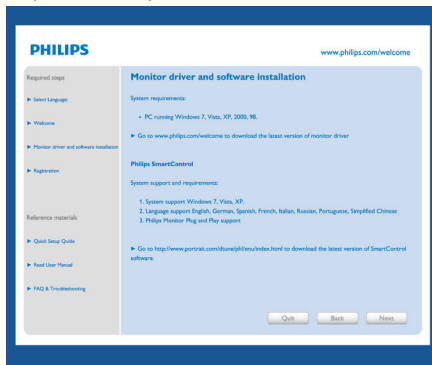 PHILIPS
www.philips.com/welcome
Required steps
► Select Language
► Welcome
► Monitor driver and software installation
► Registration
Reference materials
► Quick Setup Guide
► Read User Manual
► FAQ & Troubleshooting
Monitor driver and software installation
System requirements:
• PC running Windows 7, Vista, XP, 2000, 98.
► Go to www.philips.com/welcome to download the latest version of monitor driver
Philips SmartControl
System support and requirements:
1. System support Windows 7, Vista, XP.
2. Language support English, German, Spanish, French, Italian, Russian, Portuguese, Simplified Chinese
3. Philips Monitor Plug and Play support
► Go to http://www.portrait.com/dtune/phl/enu/index.html to download the latest version of SmartControl
software.
Quit
Back
Next